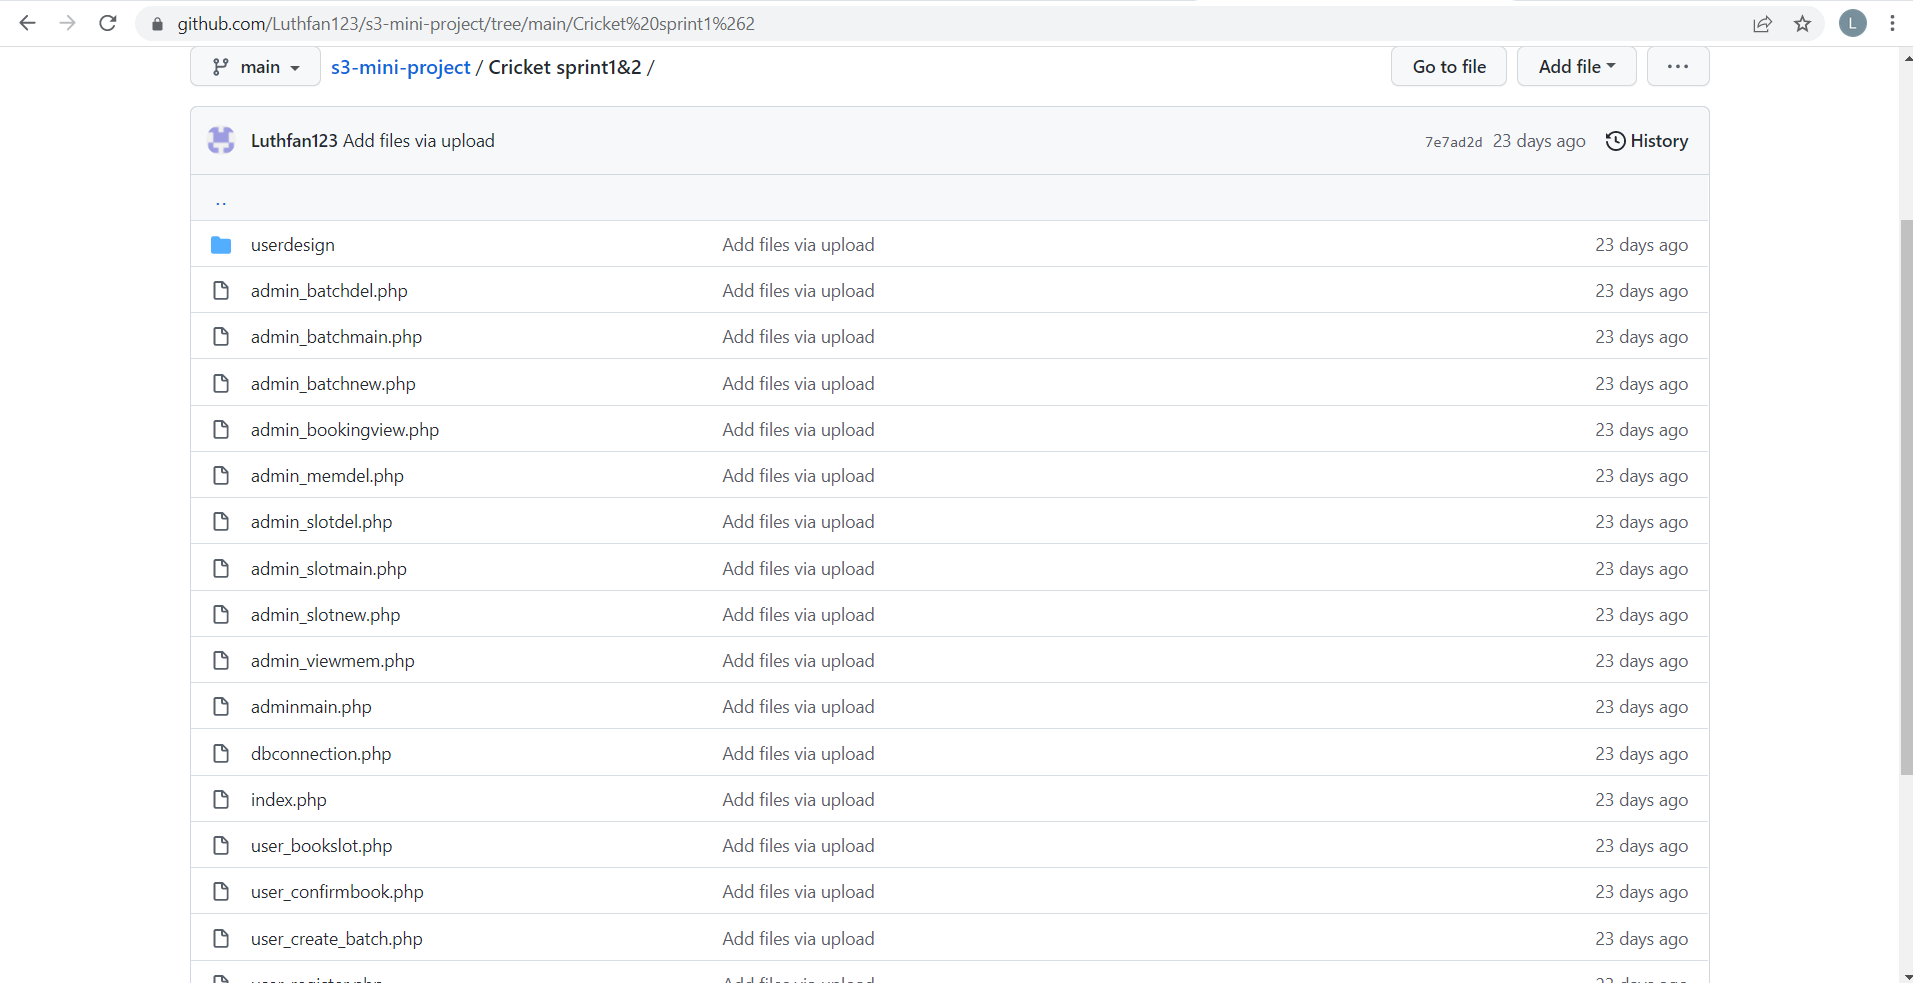 github.com/Luthfan123/s3-mini-project/tree/main/Cricket%20sprint1%262
L
main s3-mini-project / Cricket sprint1&2 / Go to file Add file ...
Luthfan123 Add files via upload 7e7ad2d 23 days ago History
..
userdesign Add files via upload 23 days ago
admin_batchdel.php Add files via upload 23 days ago
admin_batchmain.php Add files via upload 23 days ago
admin_batchnew.php Add files via upload 23 days ago
admin_bookingview.php Add files via upload 23 days ago
admin_memdel.php Add files via upload 23 days ago
admin_slotdel.php Add files via upload 23 days ago
admin_slotmain.php Add files via upload 23 days ago
admin_slotnew.php Add files via upload 23 days ago
admin_viewmem.php Add files via upload 23 days ago
adminmain.php Add files via upload 23 days ago
dbconnection.php Add files via upload 23 days ago
index.php Add files via upload 23 days ago
user_bookslot.php Add files via upload 23 days ago
user_confirmbook.php Add files via upload 23 days ago
user_create_batch.php Add files via upload 23 days ago
user_register.php Add files via upload 23 days ago